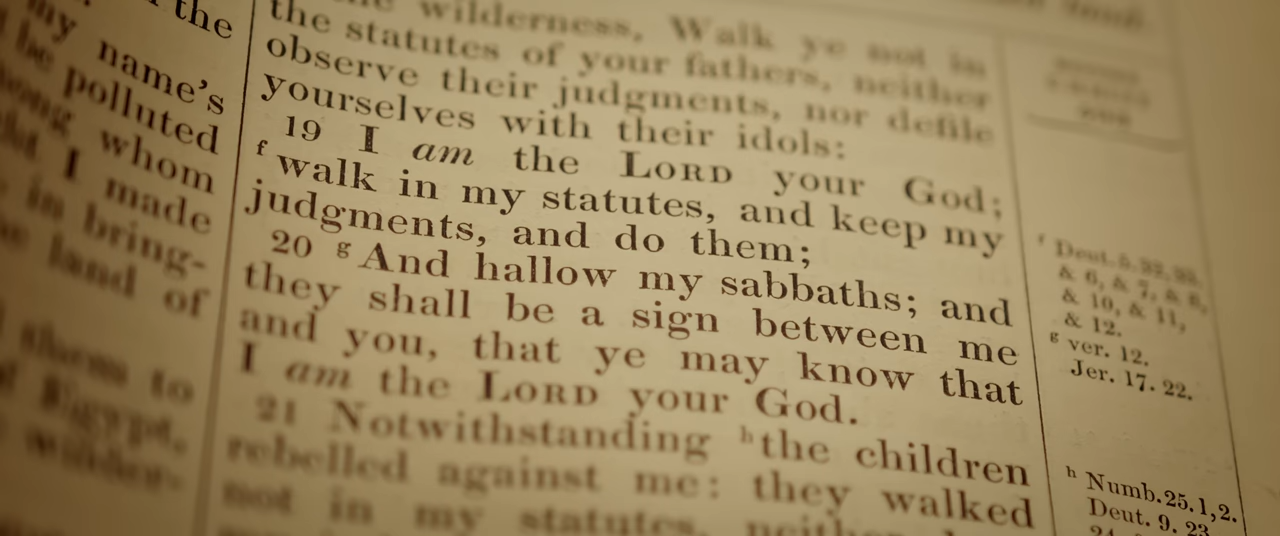 the
my name's
be polluted
among whom
I made
in bring-
land of
them to
Egypt,
wilder-
the wilderness, Walk ye not in
the statutes of your fathers, neither
observe their judgments, nor defile
yourselves with their idols:
19 I am the LORD your God;
f walk in my statutes, and keep my
judgments, and do them;
20 g And hallow my sabbaths; and
they shall be a sign between me
and you, that ye may know that
I am the LORD your God.
21 Notwithstanding h the children
rebelled against me: they walked
not in my statutes, neither
f Deut. 5. 32, 33.
& 6, & 7, & 8,
& 10, & 11,
& 12.
g ver. 12.
Jer. 17. 22.
h Numb. 25. 1, 2.
Deut. 9. 23